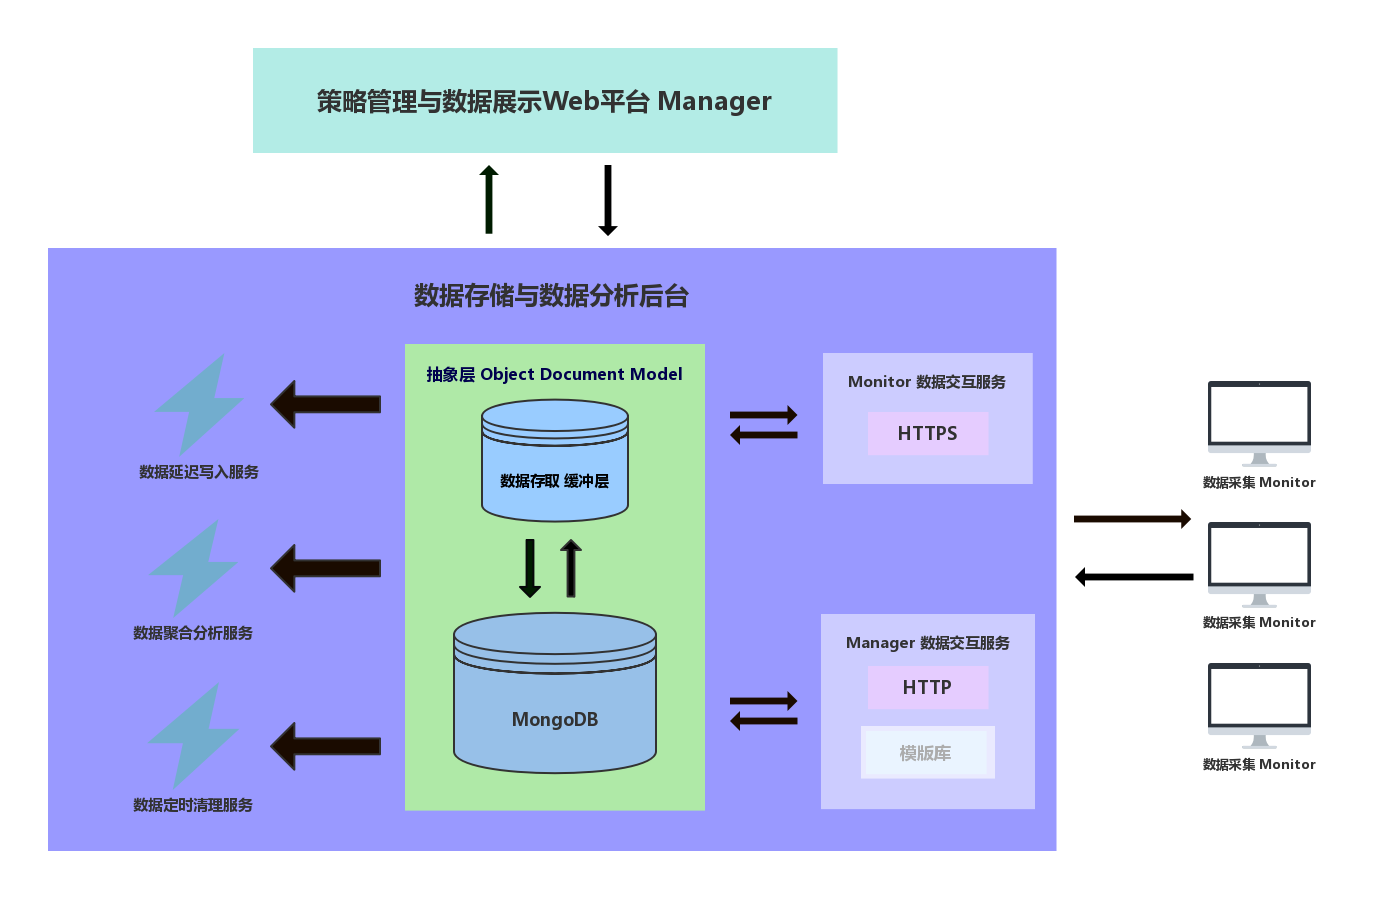 策略管理与数据展示Web平台 Manager
数据存储与数据分析后台
抽象层 Object Document Model
数据存取 缓冲层
MongoDB
数据延迟写入服务
数据聚合分析服务
数据定时清理服务
Monitor 数据交互服务
HTTPS
Manager 数据交互服务
HTTP
模版库
数据采集 Monitor
数据采集 Monitor
数据采集 Monitor